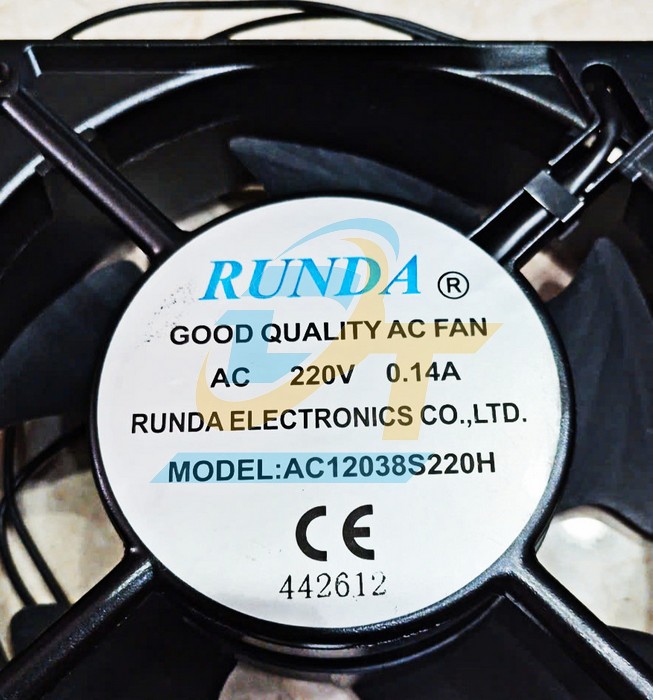 RUNDA ®
GOOD QUALITY AC FAN
AC 220V 0.14A
RUNDA ELECTRONICS CO.,LTD.
MODEL:AC12038S220H
CE
442612